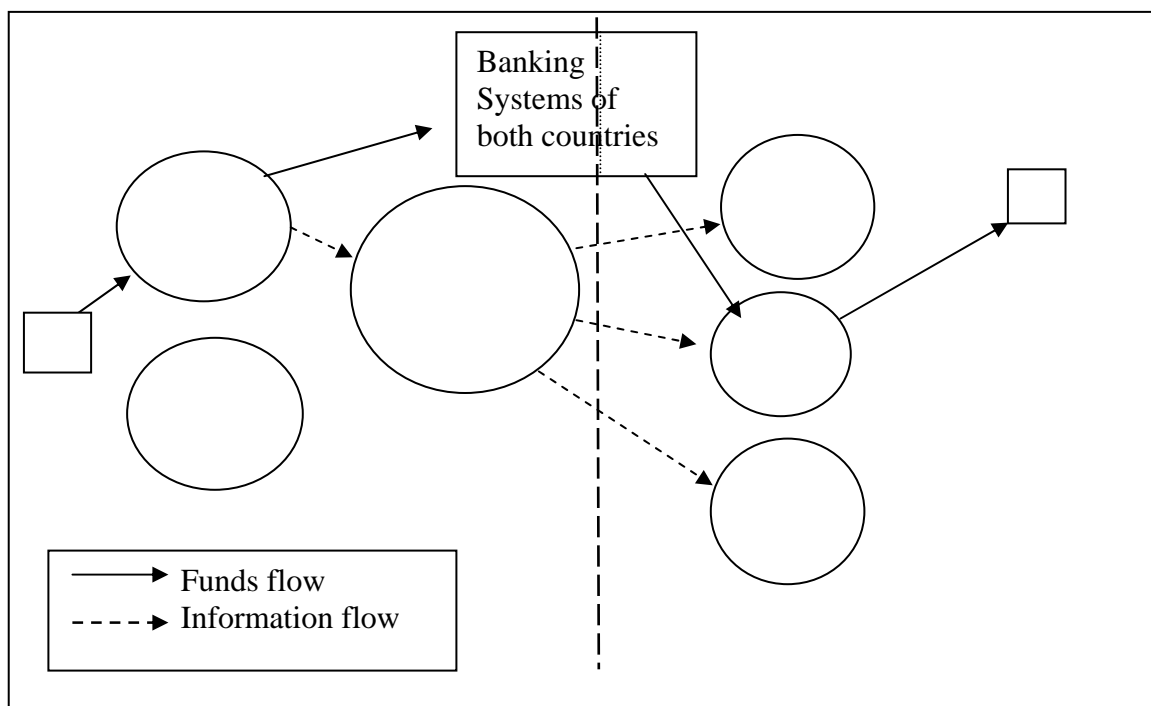 Banking
Systems of
both countries
Funds flow
Information flow